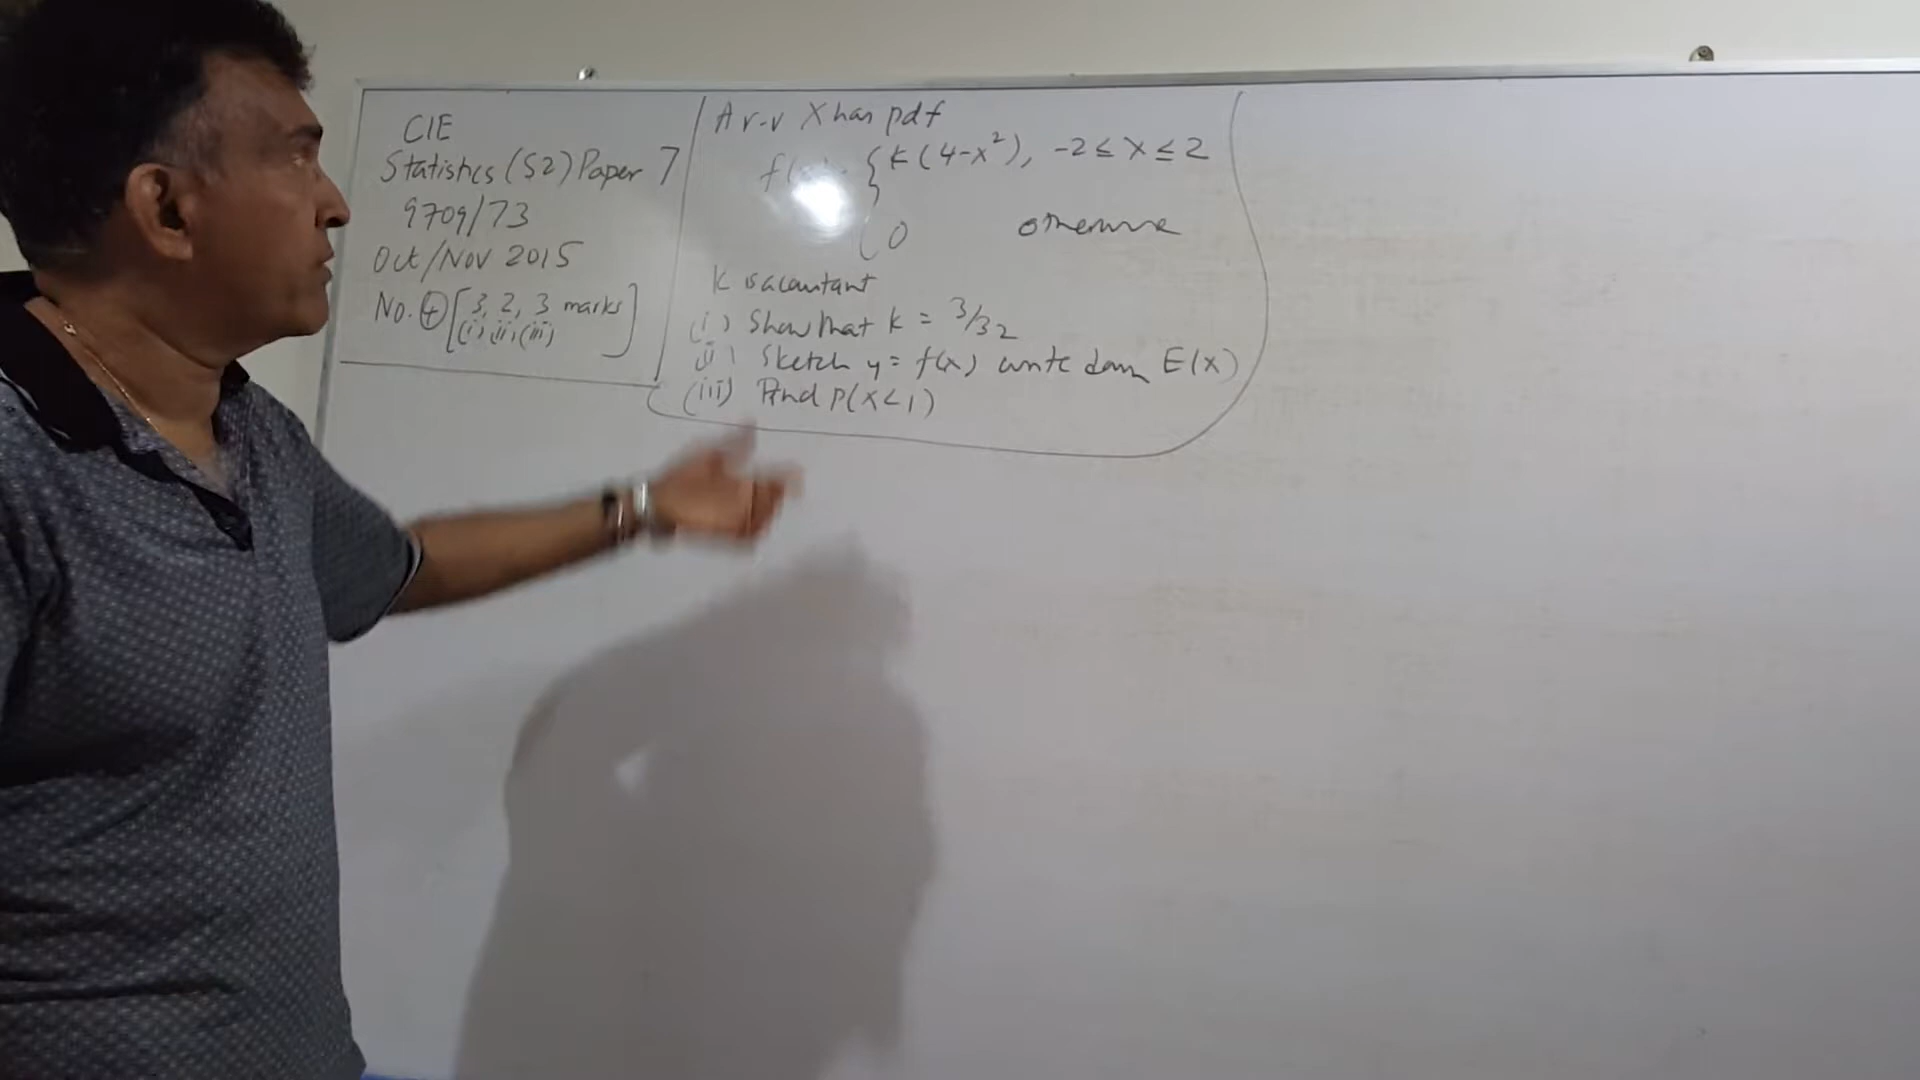 CIE
Statistics (S2) Paper 7
9709/73
Oct/Nov 2015
No. 4 [3, 2, 3 marks]
(i), (ii), (iii)
A r.v X has pdf
f(x) = { k(4-x²), -2 ≤ x ≤ 2
0 otherwise
k is a constant
(i) Show that k = 3/32
(ii) Sketch y = f(x) write down E(X)
(iii) Find P(X<1)